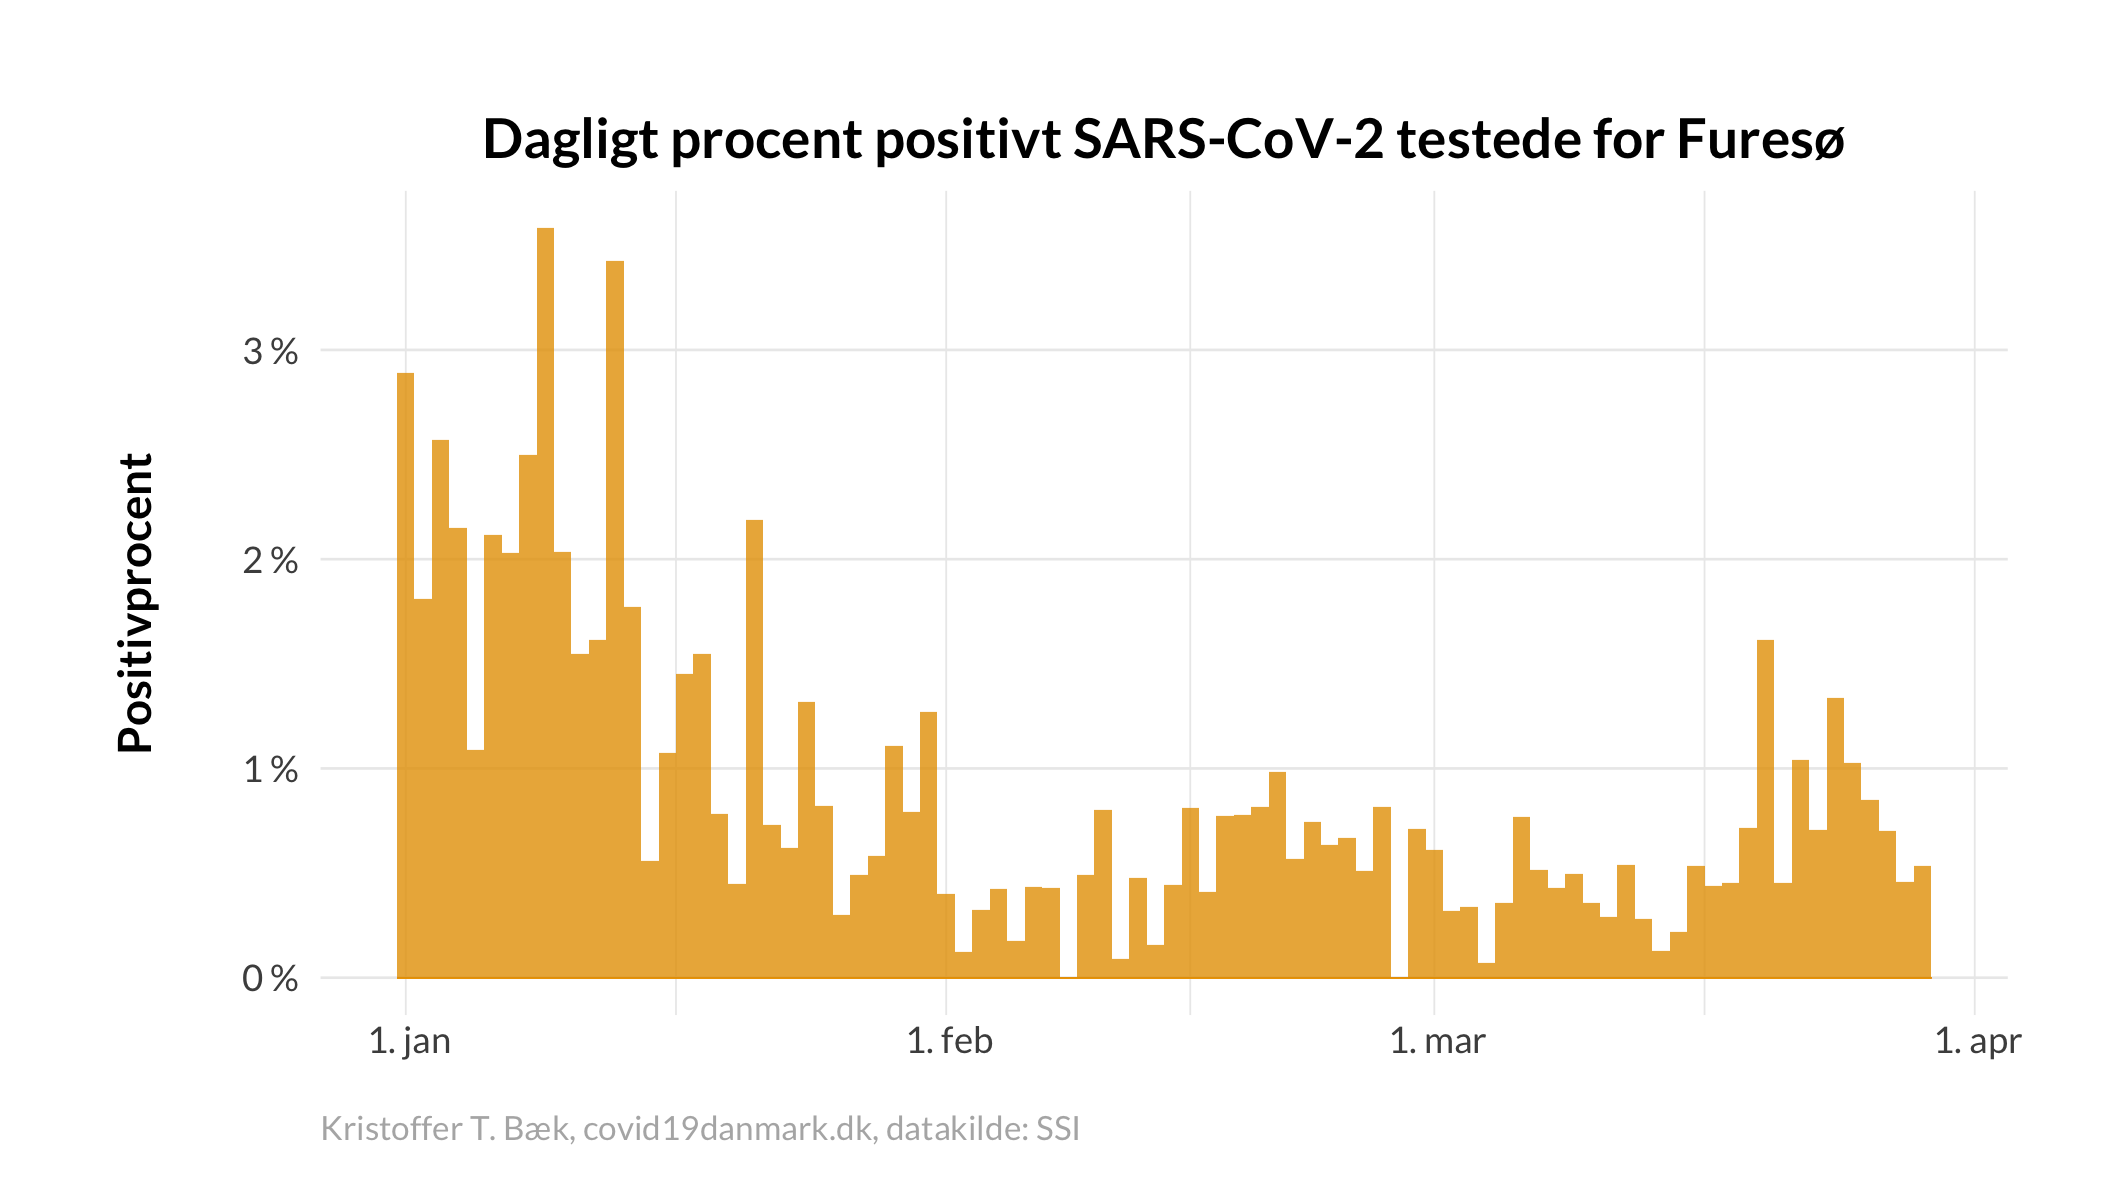 Dagligt procent positivt SARS-CoV-2 testede for Furesø
Positivprocent
3 %
2 %
1 %
0 %
1. jan
1. feb
1. mar
1. apr
Kristoffer T. Bæk, covid19danmark.dk, datakilde: SSI